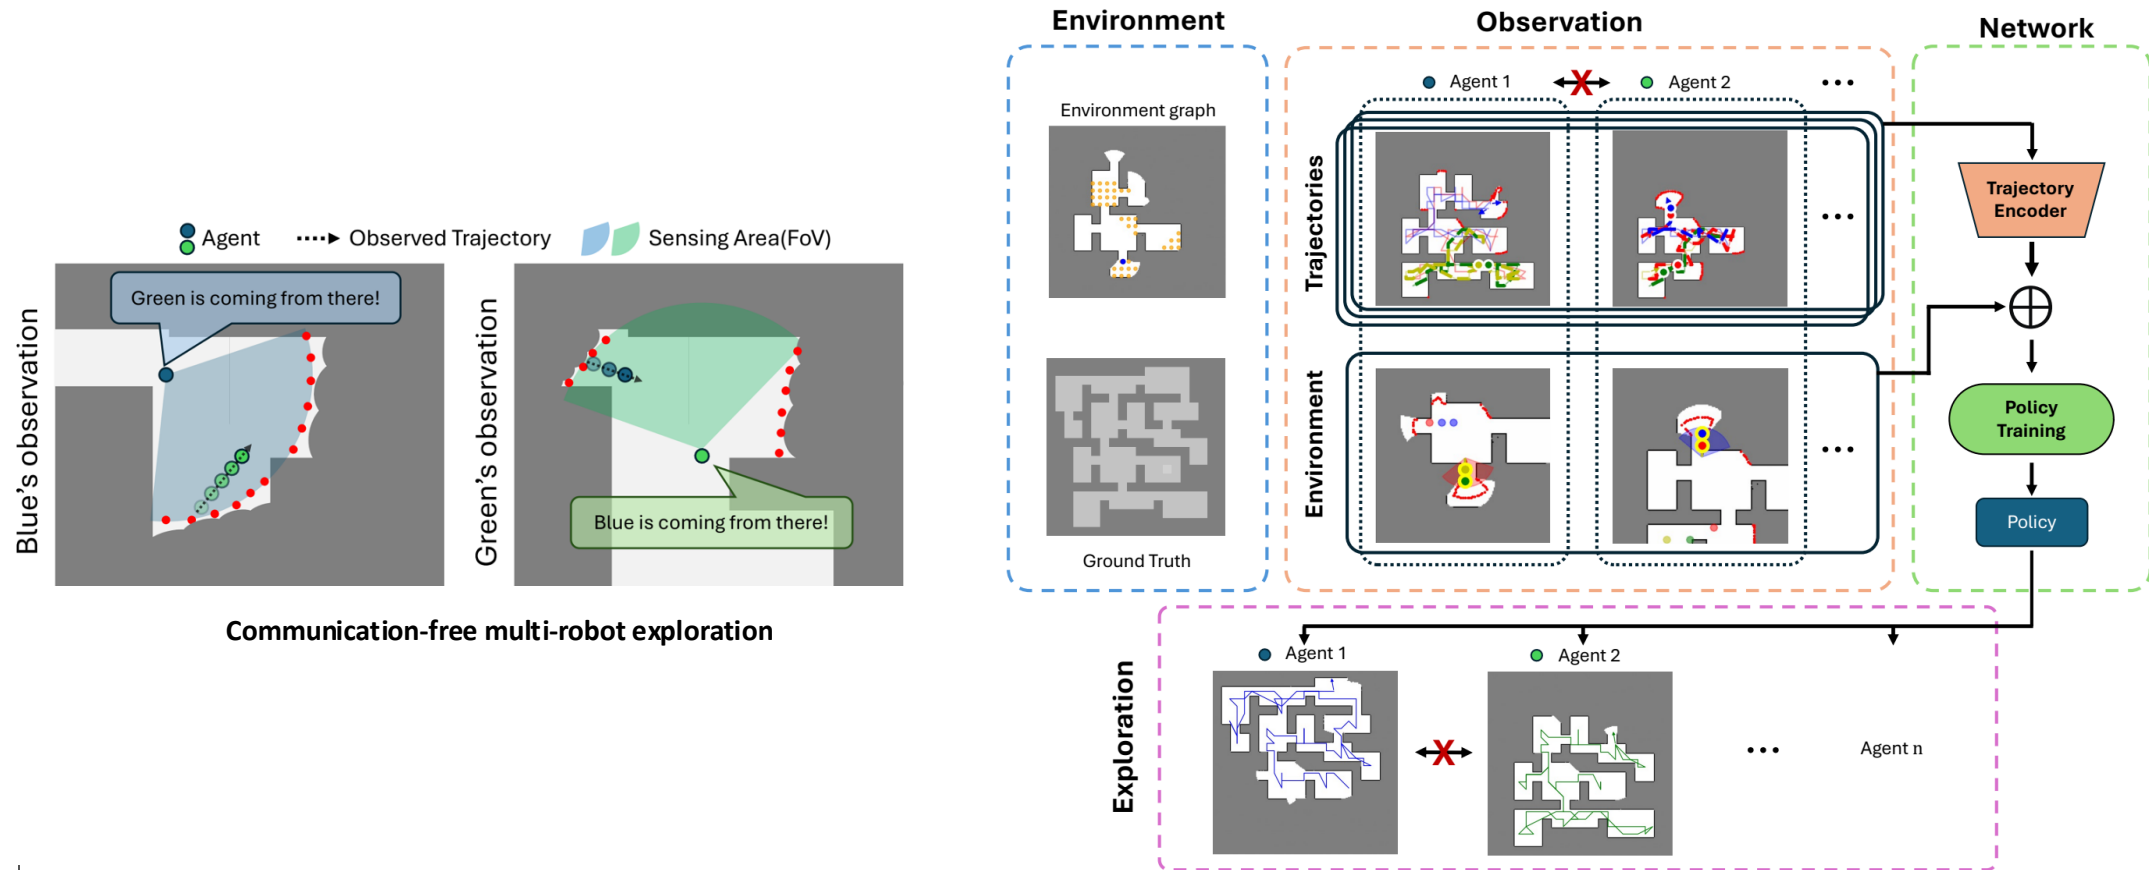 Agent
Observed Trajectory
Sensing Area(FoV)
Blue's observation
Green is coming from there!
Green's observation
Blue is coming from there!
Communication-free multi-robot exploration
Environment
Environment graph
Ground Truth
Observation
Agent 1
X
Agent 2
...
Trajectories
...
Environment
...
Network
Trajectory
Encoder
Policy
Training
Policy
Exploration
Agent 1
X
Agent 2
...
Agent n